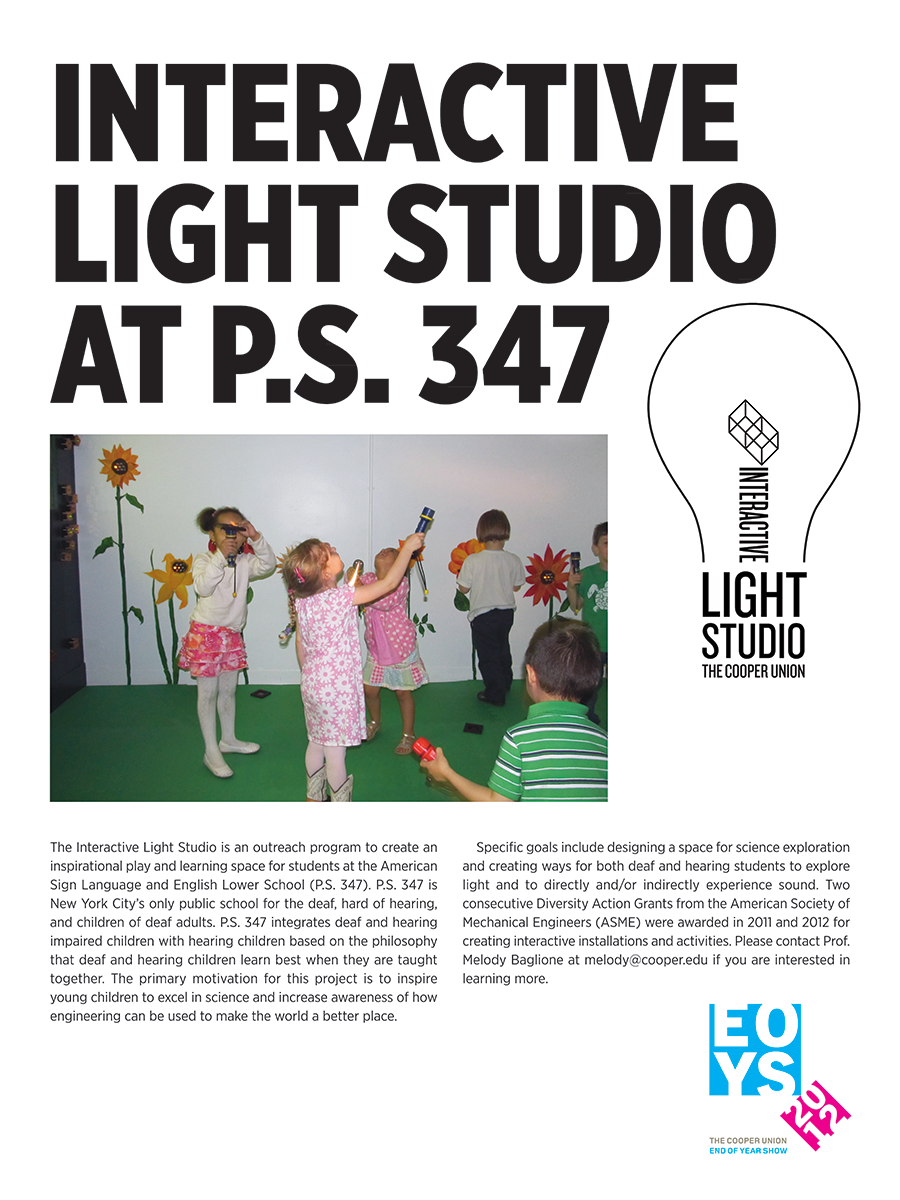 INTERACTIVE
LIGHT STUDIO
AT P.S. 347
INTERACTIVE
LIGHT
STUDIO
THE COOPER UNION
The Interactive Light Studio is an outreach program to create an
inspirational play and learning space for students at the American
Sign Language and English Lower School (P.S. 347). P.S. 347 is
New York City's only public school for the deaf, hard of hearing,
and children of deaf adults. P.S. 347 integrates deaf and hearing
impaired children with hearing children based on the philosophy
that deaf and hearing children learn best when they are taught
together. The primary motivation for this project is to inspire
young children to excel in science and increase awareness of how
engineering can be used to make the world a better place.
Specific goals include designing a space for science exploration
and creating ways for both deaf and hearing students to explore
light and to directly and/or indirectly experience sound. Two
consecutive Diversity Action Grants from the American Society of
Mechanical Engineers (ASME) were awarded in 2011 and 2012 for
creating interactive installations and activities. Please contact Prof.
Melody Baglione at melody@cooper.edu if you are interested in
learning more.
EO
YS
20
12
THE COOPER UNION
END OF YEAR SHOW